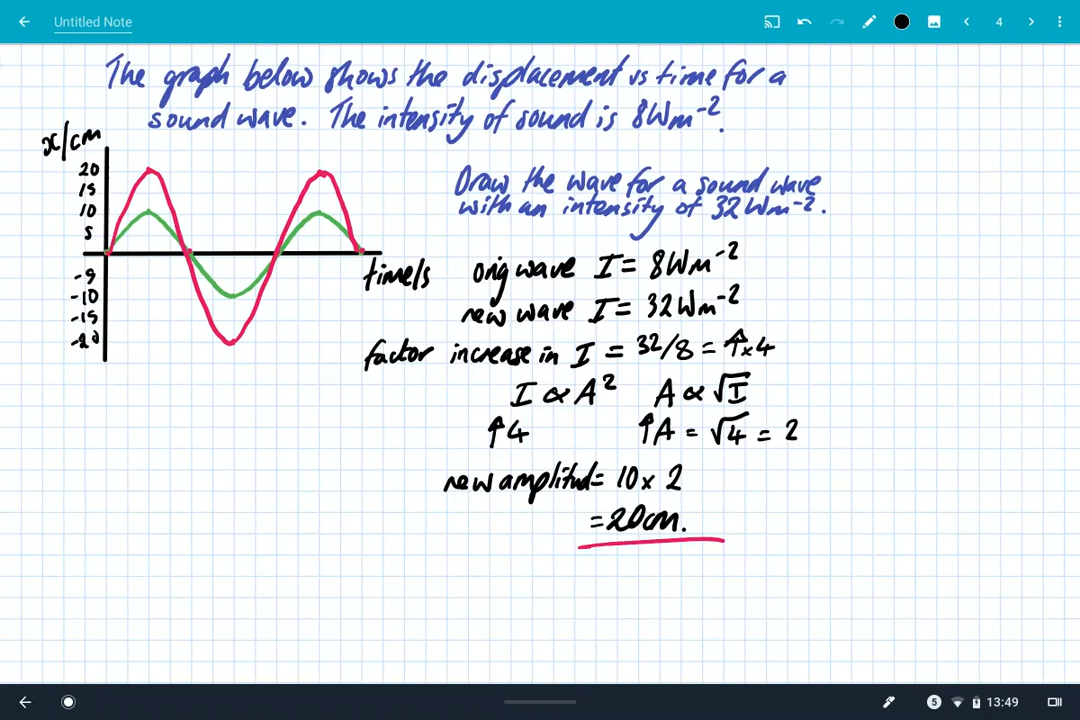 Untitled Note
4
The graph below shows the displacement vs time for a
sound wave. The intensity of sound is 8Wm⁻².
x/cm
20
15
10
5
-5
-10
-15
-20
time/s
Draw the wave for a sound wave
with an intensity of 32Wm⁻².
orig wave I = 8Wm⁻²
new wave I = 32Wm⁻²
factor increase in I = 32/8 = ↑x4
I ∝ A² A ∝ √I
↑4 ↑A = √4 = 2
new amplitud = 10 x 2
= 20cm.
5 13:49